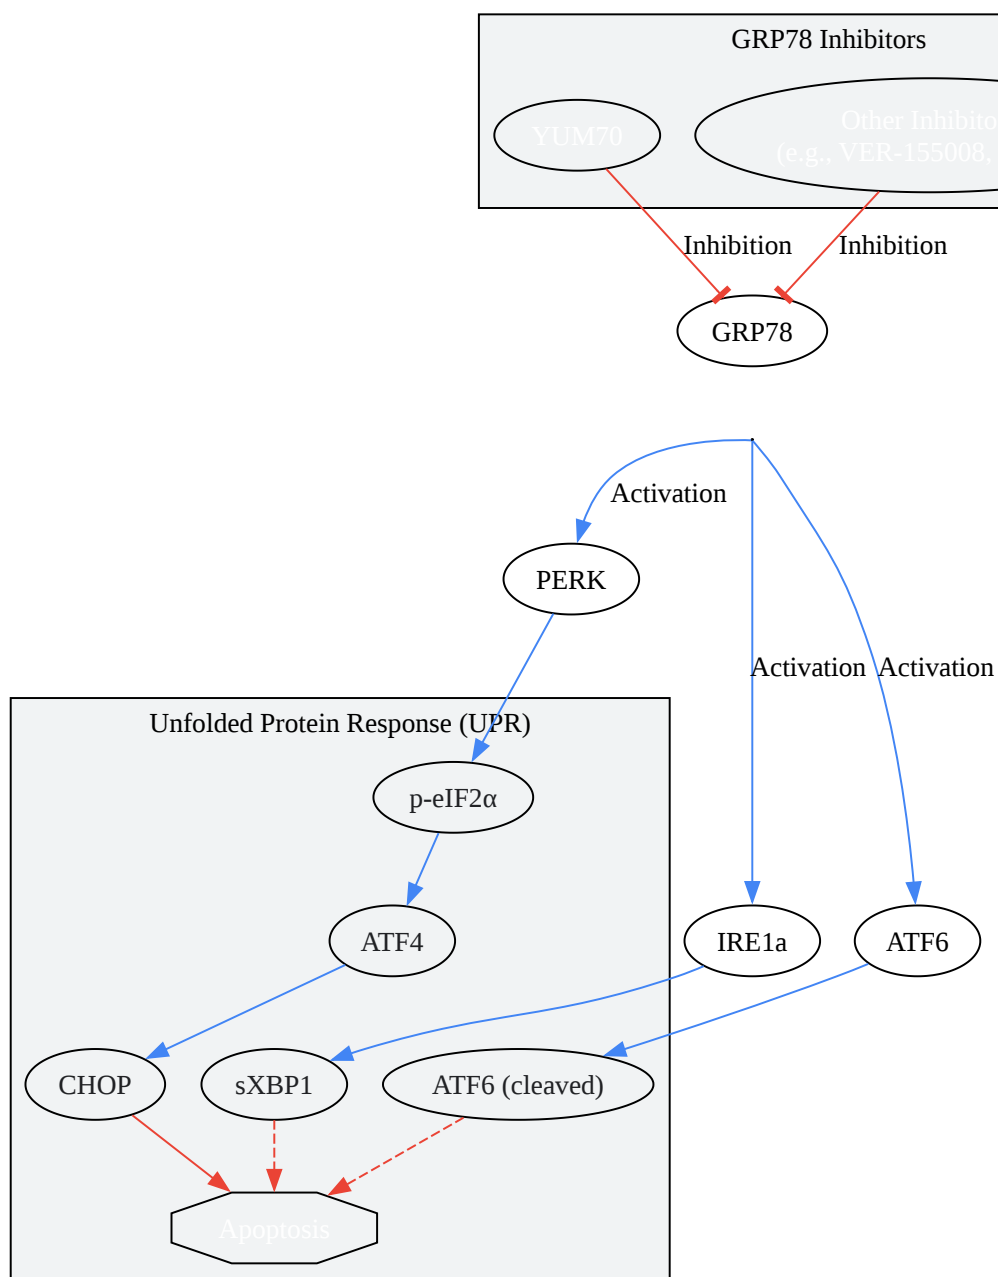 GRP78 Inhibitors
YUM70
Other Inhibito
(e.g., VER-155008,
Inhibition
Inhibition
GRP78
Activation
PERK
Activation
Activation
Unfolded Protein Response (UPR)
p-eIF2α
ATF4
IRE1a
ATF6
CHOP
sXBP1
ATF6 (cleaved)
Apoptosis